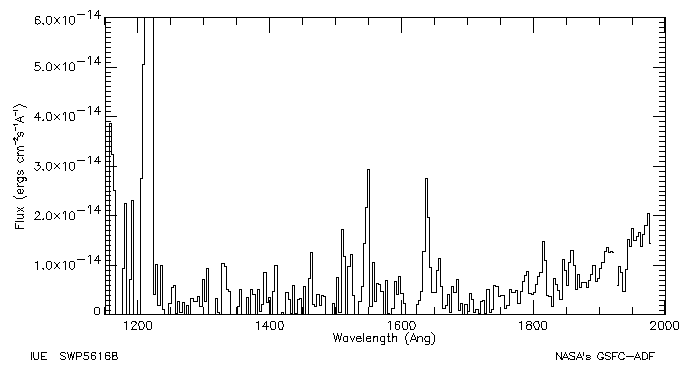 6.0×10⁻¹⁴
5.0×10⁻¹⁴
4.0×10⁻¹⁴
3.0×10⁻¹⁴
2.0×10⁻¹⁴
1.0×10⁻¹⁴
0
Flux (ergs cm⁻²s⁻¹A⁻¹)
1200 1400 1600 1800 2000
Wavelength (Ang)
IUE SWP56168 NASA's GSFC–ADF